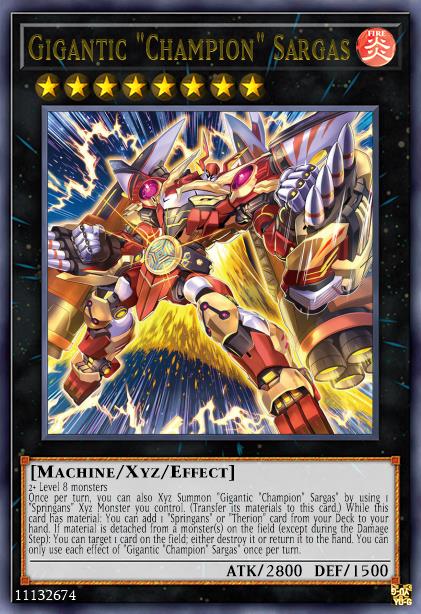 Gigantic "Champion" Sargas
FIRE
炎
[Machine/Xyz/Effect]
2+ Level 8 monsters
Once per turn, you can also Xyz Summon "Gigantic "Champion" Sargas" by using 1
"Springans" Xyz Monster you control. (Transfer its materials to this card.) While this
card has material: You can add 1 "Springans" or "Therion" card from your Deck to your
hand. If material is detached from a monster(s) on the field (except during the Damage
Step): You can target 1 card on the field; either destroy it or return it to the hand. You can
only use each effect of "Gigantic "Champion" Sargas" once per turn.
ATK/2800 DEF/1500
11132674